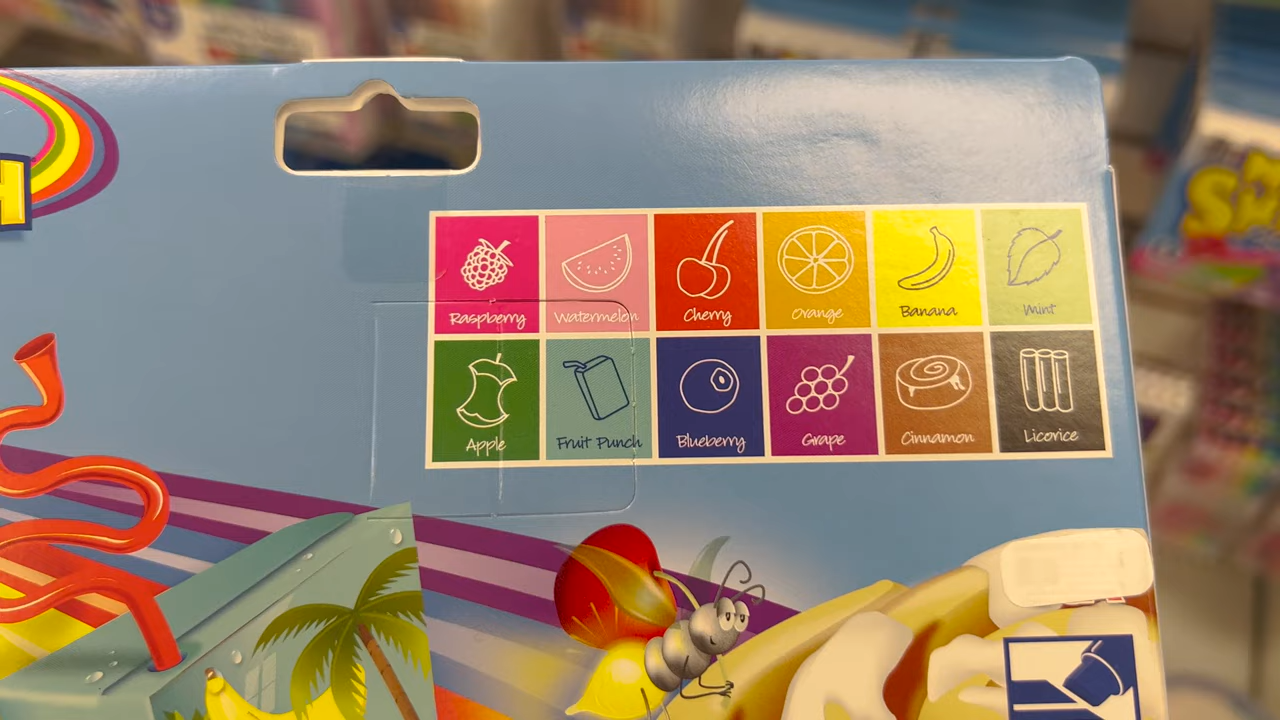 Raspberry Watermelon Cherry Orange Banana Mint
Apple Fruit Punch Blueberry Grape Cinnamon Licorice